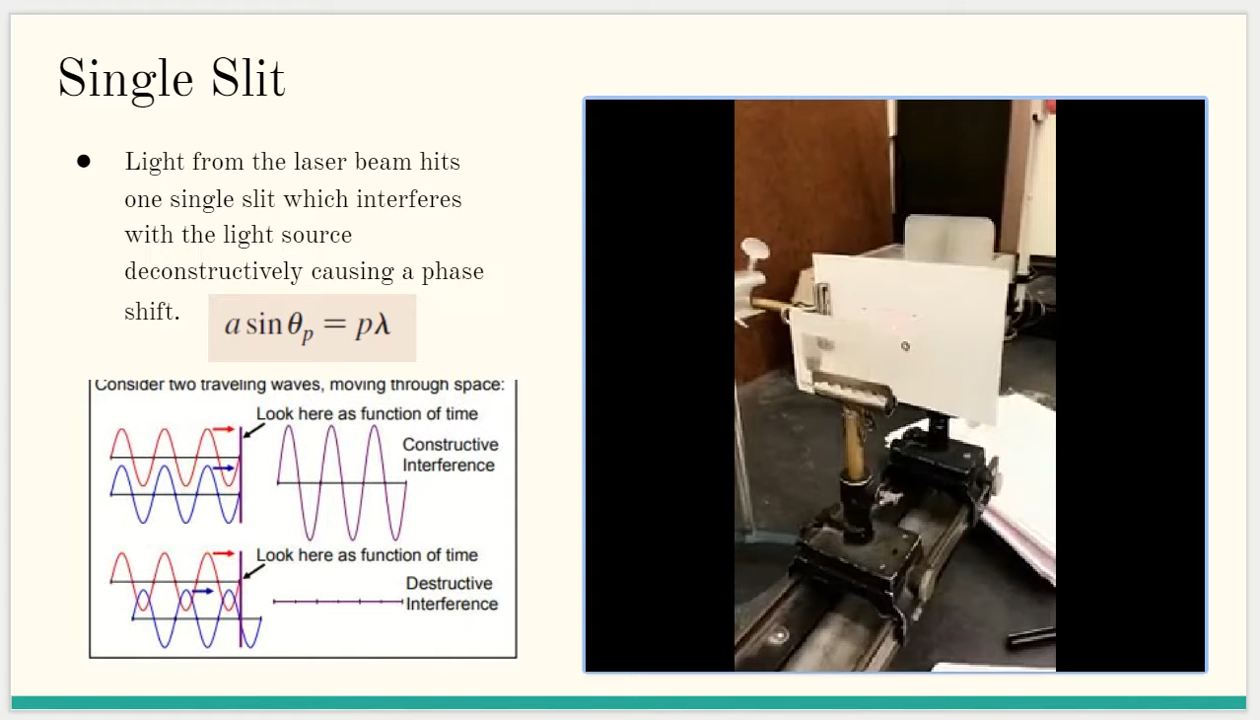 Single Slit
● Light from the laser beam hits
one single slit which interferes
with the light source
deconstructively causing a phase
shift.
a sin θₚ = pλ
Consider two traveling waves, moving through space:
Look here as function of time
Constructive
Interference
Look here as function of time
Destructive
Interference